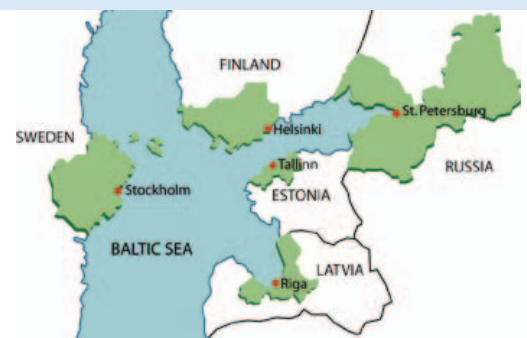 FINLAND
St. Petersburg
Helsinki
SWEDEN
Tallinn
RUSSIA
Stockholm
ESTONIA
BALTIC SEA
LATVIA
Riga